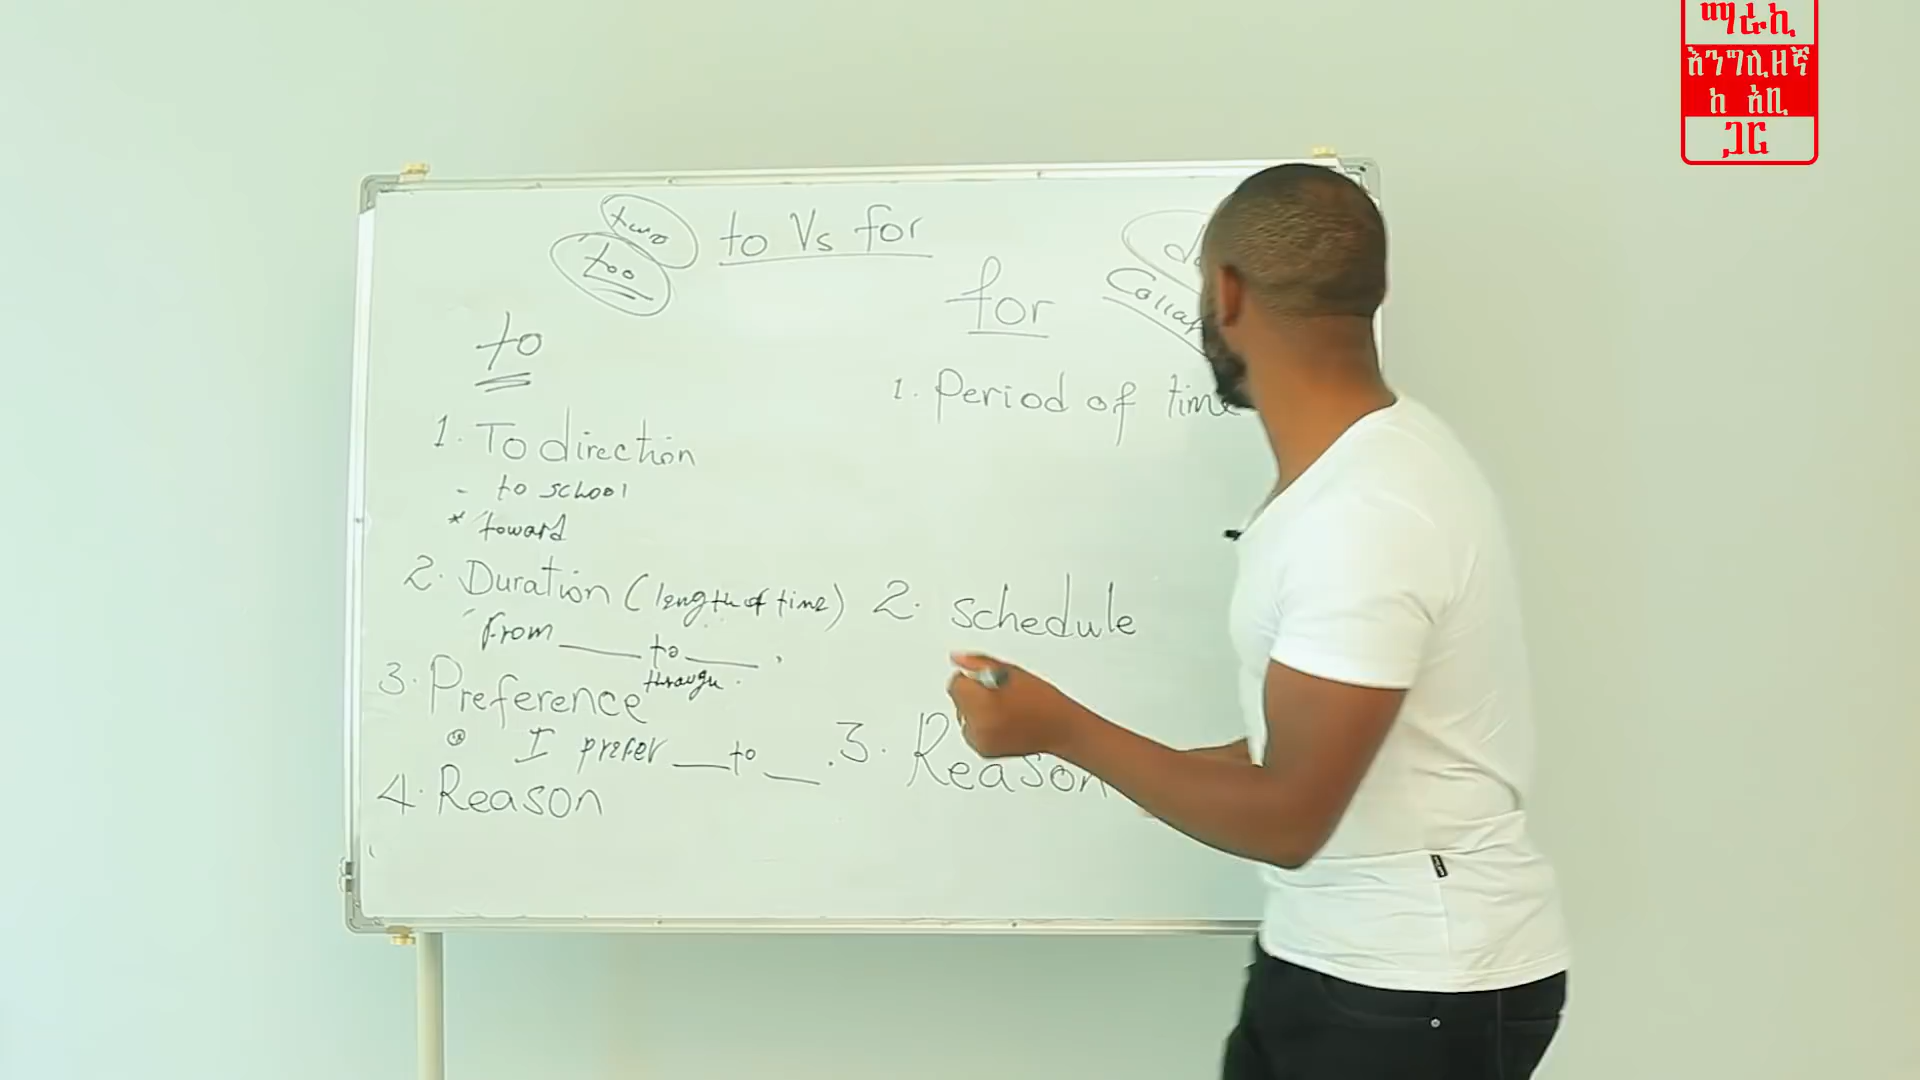 ማራኪ
እንግሊዘኛ
ከ አቢ
ጋር
two
too
to Vs for
for
to
1. To direction
- to school
* toward
2. Duration (length of time)
from ____ to ____ ,
through .
3. Preference
I prefer ___ to ___ .
4. Reason
1. Period of time
2. schedule
3. Reason